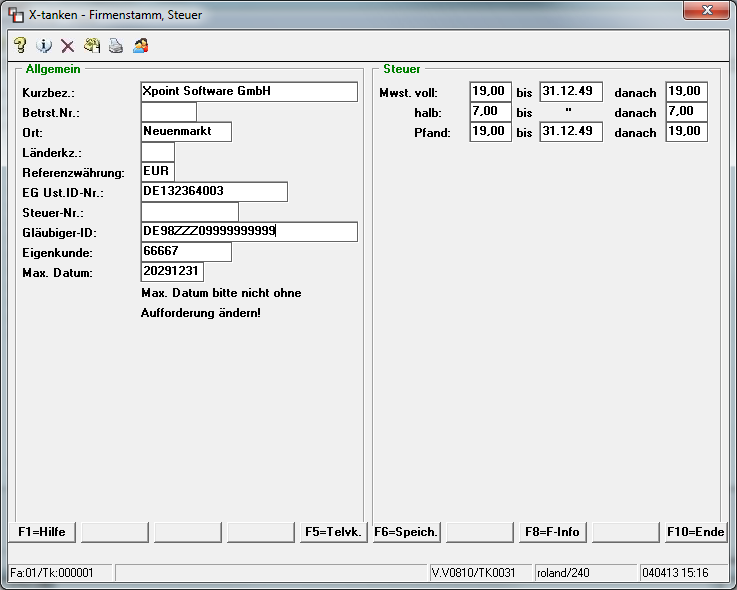 X-tanken - Firmenstamm, Steuer
Allgemein
Kurzbez.: Xpoint Software GmbH
Betrst.Nr.:
Ort: Neuenmarkt
Länderkz.:
Referenzwährung: EUR
EG Ust.ID-Nr.: DE132364003
Steuer-Nr.:
Gläubiger-ID: DE98ZZZ09999999999
Eigenkunde: 66667
Max. Datum: 20291231
Max. Datum bitte nicht ohne
Aufforderung ändern!
Steuer
Mwst. voll: 19,00 bis 31.12.49 danach 19,00
halb: 7,00 bis " danach 7,00
Pfand: 19,00 bis 31.12.49 danach 19,00
F1=Hilfe F5=Telvk. F6=Speich. F8=F-Info F10=Ende
Fa:01/Tk:000001 V.V0810/TK0031 roland/240 040413 15:16